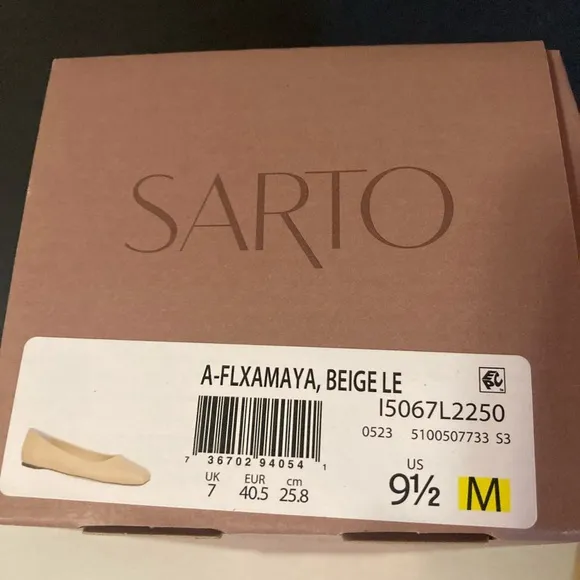 SARTO
A-FLXAMAYA, BEIGE LE
I5067L2250
0523 5100507733 S3
7 36702 94054 1
UK EUR cm
7 40.5 25.8
US
9½ M